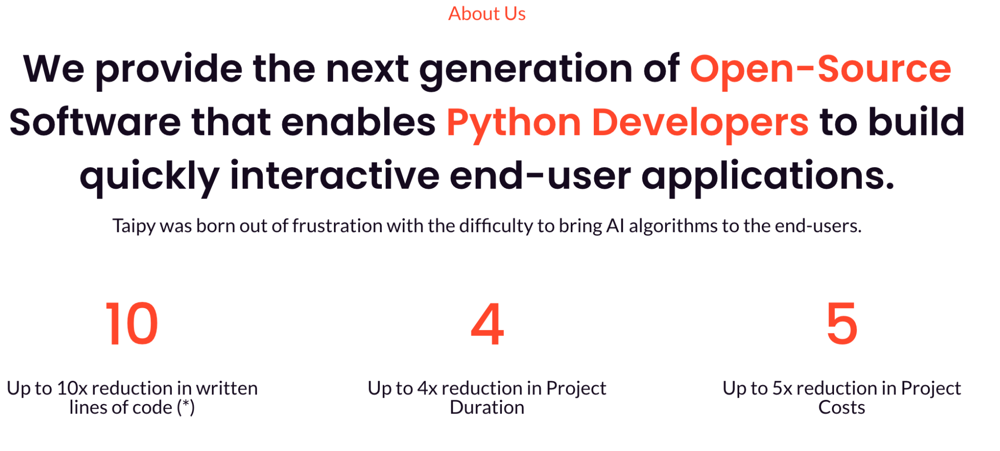 About Us
We provide the next generation of Open-Source
Software that enables Python Developers to build
quickly interactive end-user applications.
Taipy was born out of frustration with the difficulty to bring AI algorithms to the end-users.
10
Up to 10x reduction in written
lines of code (*)
4
Up to 4x reduction in Project
Duration
5
Up to 5x reduction in Project
Costs